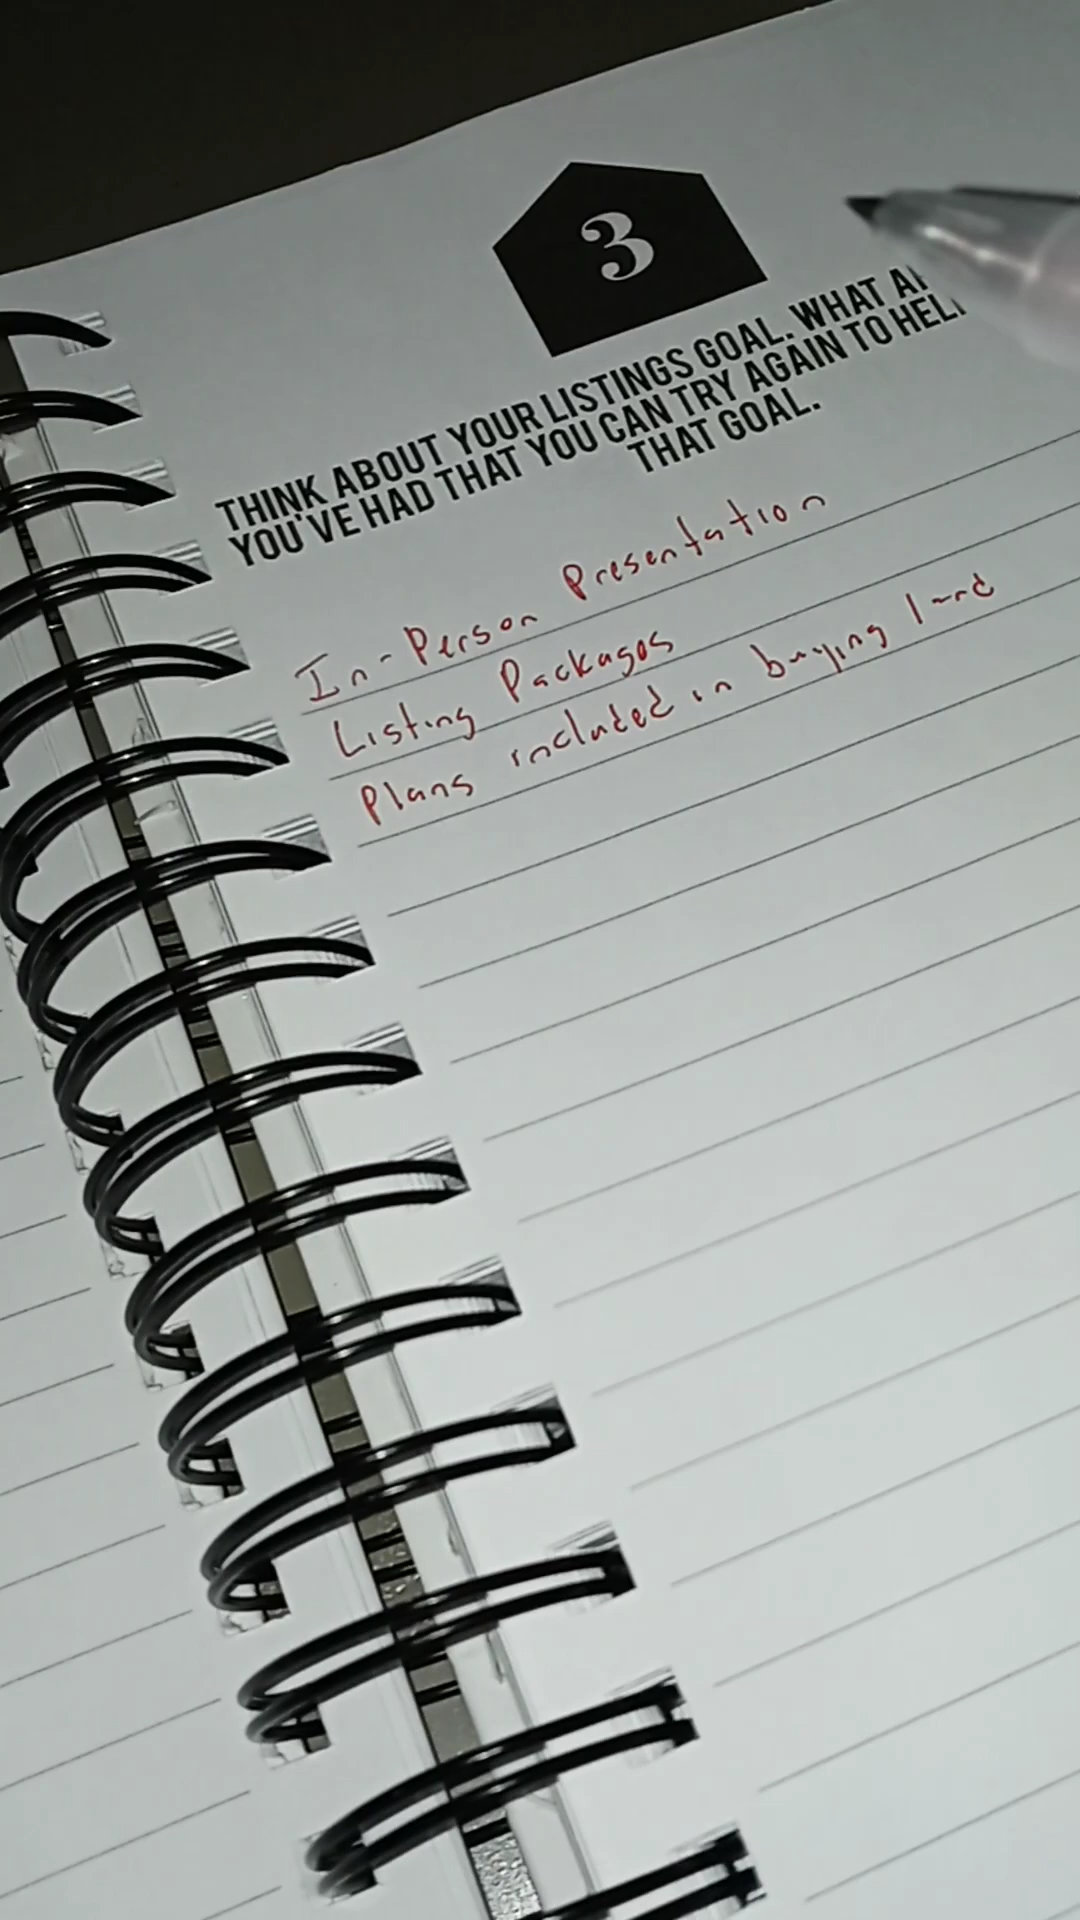 3
THINK ABOUT YOUR LISTINGS GOAL. WHAT
YOU'VE HAD THAT YOU CAN TRY AGAIN TO
THAT GOAL.
In-Person Presentation
Listing Packages
Plans included in buying land